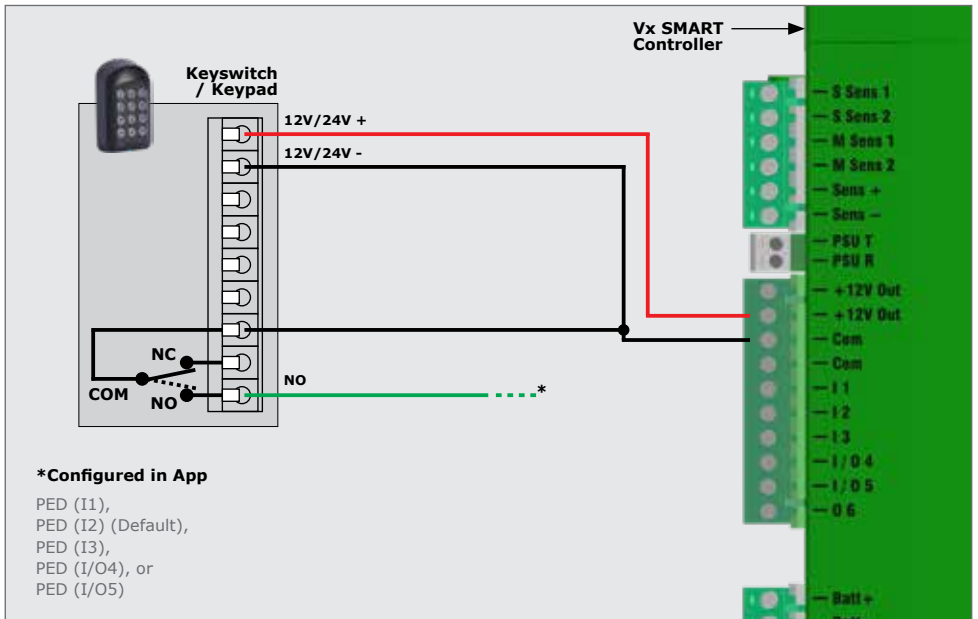 Vx SMART
Controller
Keyswitch
/ Keypad
12V/24V +
12V/24V -
NC
COM
NO
NO
*
*Configured in App
PED (I1),
PED (I2) (Default),
PED (I3),
PED (I/O4), or
PED (I/O5)
S Sens 1
S Sens 2
M Sens 1
M Sens 2
Sens +
Sens –
PSU T
PSU R
+12V Out
+12V Out
Com
Com
I 1
I 2
I 3
I / O 4
I / O 5
O 6
Batt+